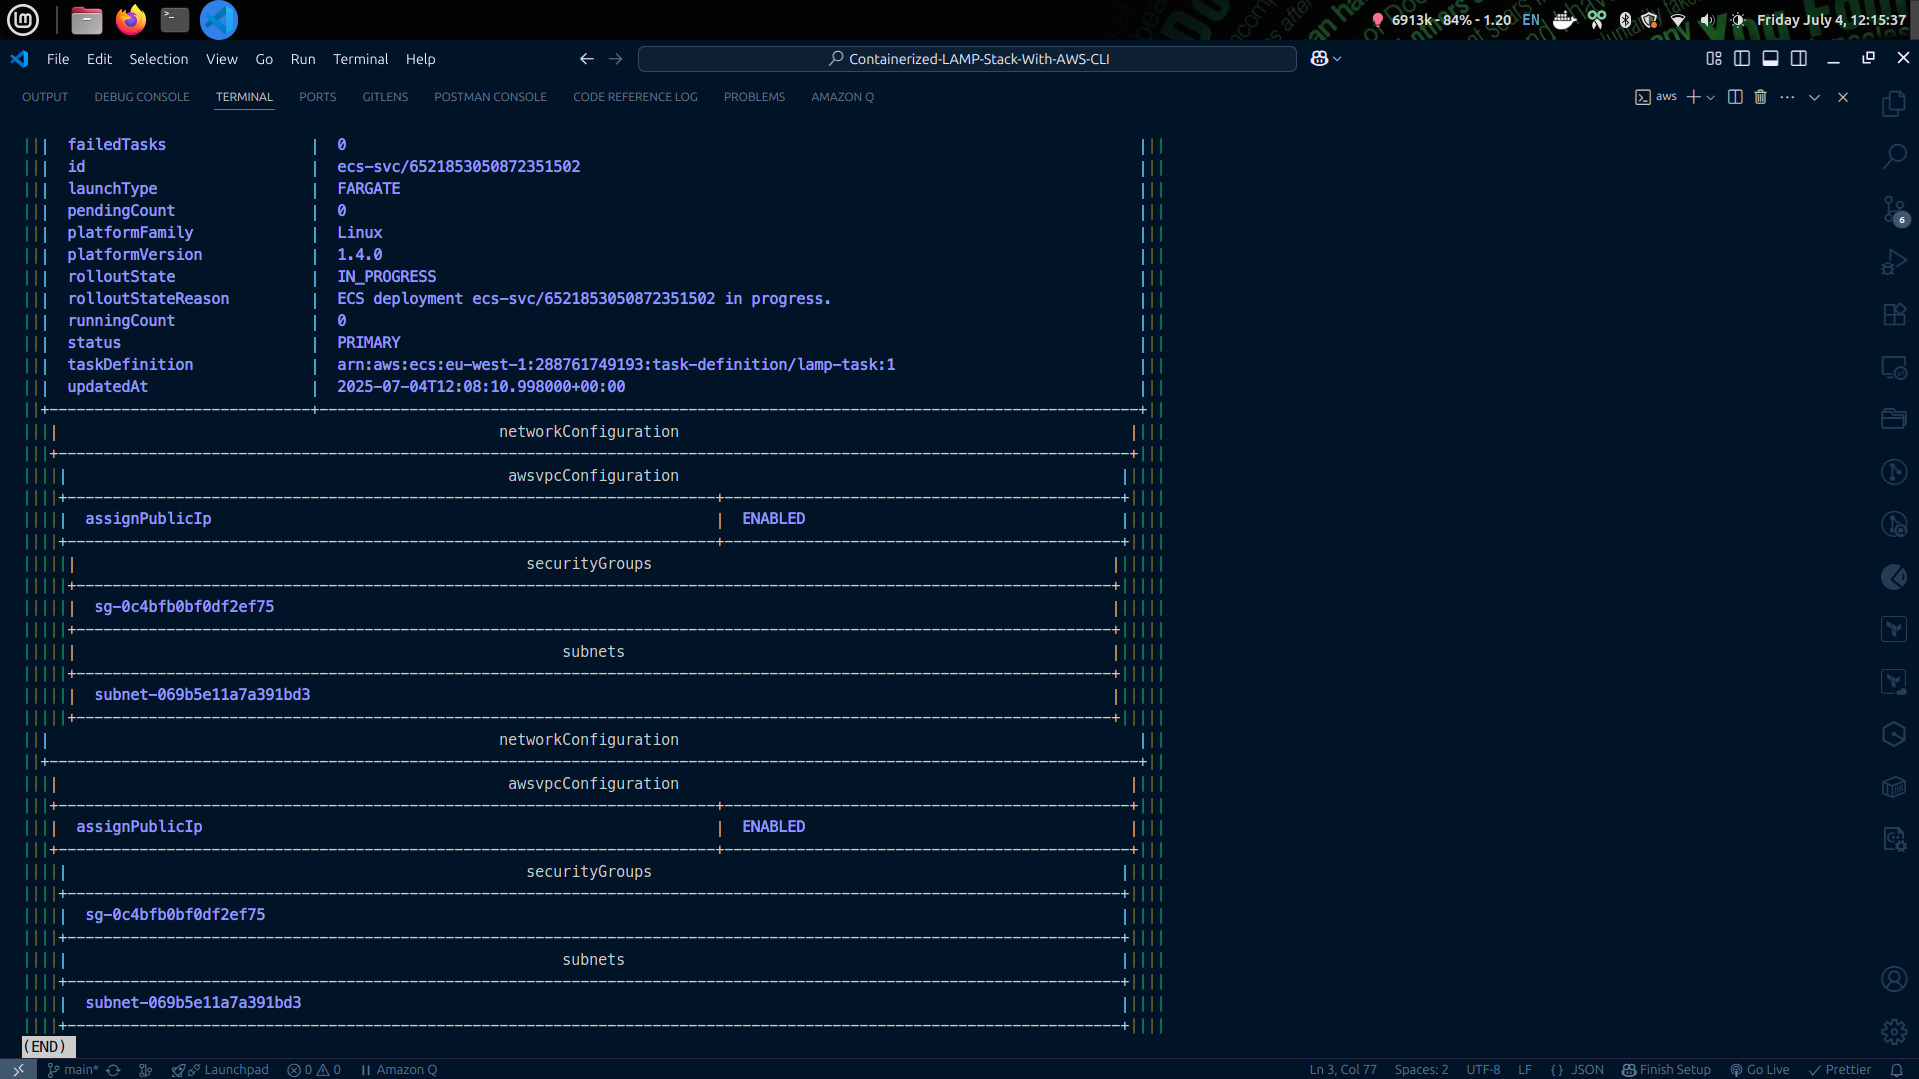 6913k - 84% - 1.20 EN Friday July 4, 12:15:37
File Edit Selection View Go Run Terminal Help Containerized-LAMP-Stack-With-AWS-CLI
OUTPUT DEBUG CONSOLE TERMINAL PORTS GITLENS POSTMAN CONSOLE CODE REFERENCE LOG PROBLEMS AMAZON Q aws
failedTasks | 0
id | ecs-svc/6521853050872351502
launchType | FARGATE
pendingCount | 0
platformFamily | Linux
platformVersion | 1.4.0
rolloutState | IN_PROGRESS
rolloutStateReason | ECS deployment ecs-svc/6521853050872351502 in progress.
runningCount | 0
status | PRIMARY
taskDefinition | arn:aws:ecs:eu-west-1:288761749193:task-definition/lamp-task:1
updatedAt | 2025-07-04T12:08:10.998000+00:00
networkConfiguration
awsvpcConfiguration
assignPublicIp | ENABLED
securityGroups
sg-0c4bfb0bf0df2ef75
subnets
subnet-069b5e11a7a391bd3
networkConfiguration
awsvpcConfiguration
assignPublicIp | ENABLED
securityGroups
sg-0c4bfb0bf0df2ef75
subnets
subnet-069b5e11a7a391bd3
(END)
6
main* Launchpad 0 0 Amazon Q Ln 3, Col 77 Spaces: 2 UTF-8 LF {} JSON Finish Setup Go Live Prettier